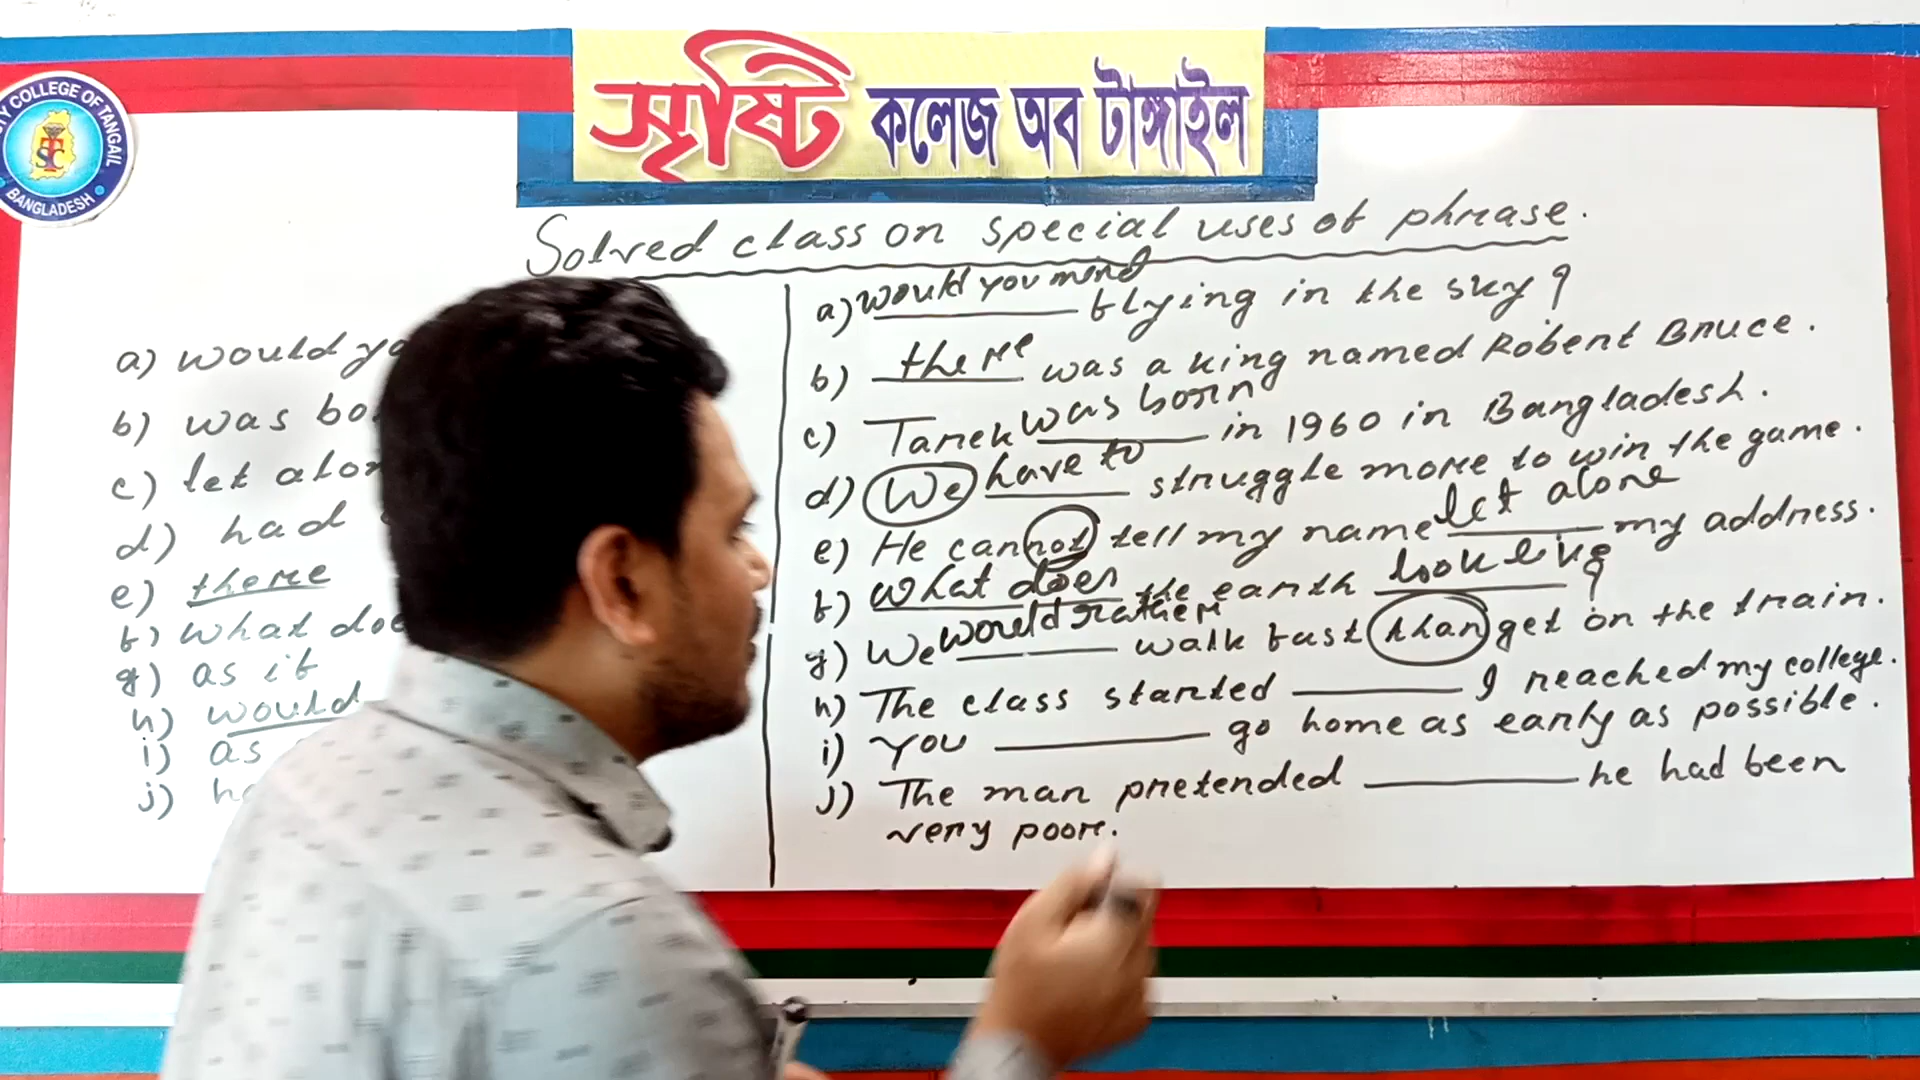 সৃষ্টি কলেজ অব টাঙ্গাইল
TY COLLEGE OF TANGAIL
STC
BANGLADESH
Solved class on special uses of phrase.
a) would yo
b) was bo
c) let alon
d) had
e) there
f) what doe
g) as if
h) would
i) as
j) ha
a) would you mind flying in the sky?
b) there was a king named Robert Bruce.
c) Tarek was born in 1960 in Bangladesh.
d) We have to struggle more to win the game.
e) He cannot tell my name let alone my address.
f) what does the earth look like ?
g) We would rather walk fast than get on the train.
h) The class started ______ I reached my college.
i) You ______ go home as early as possible.
j) The man pretended ______ he had been
very poor.